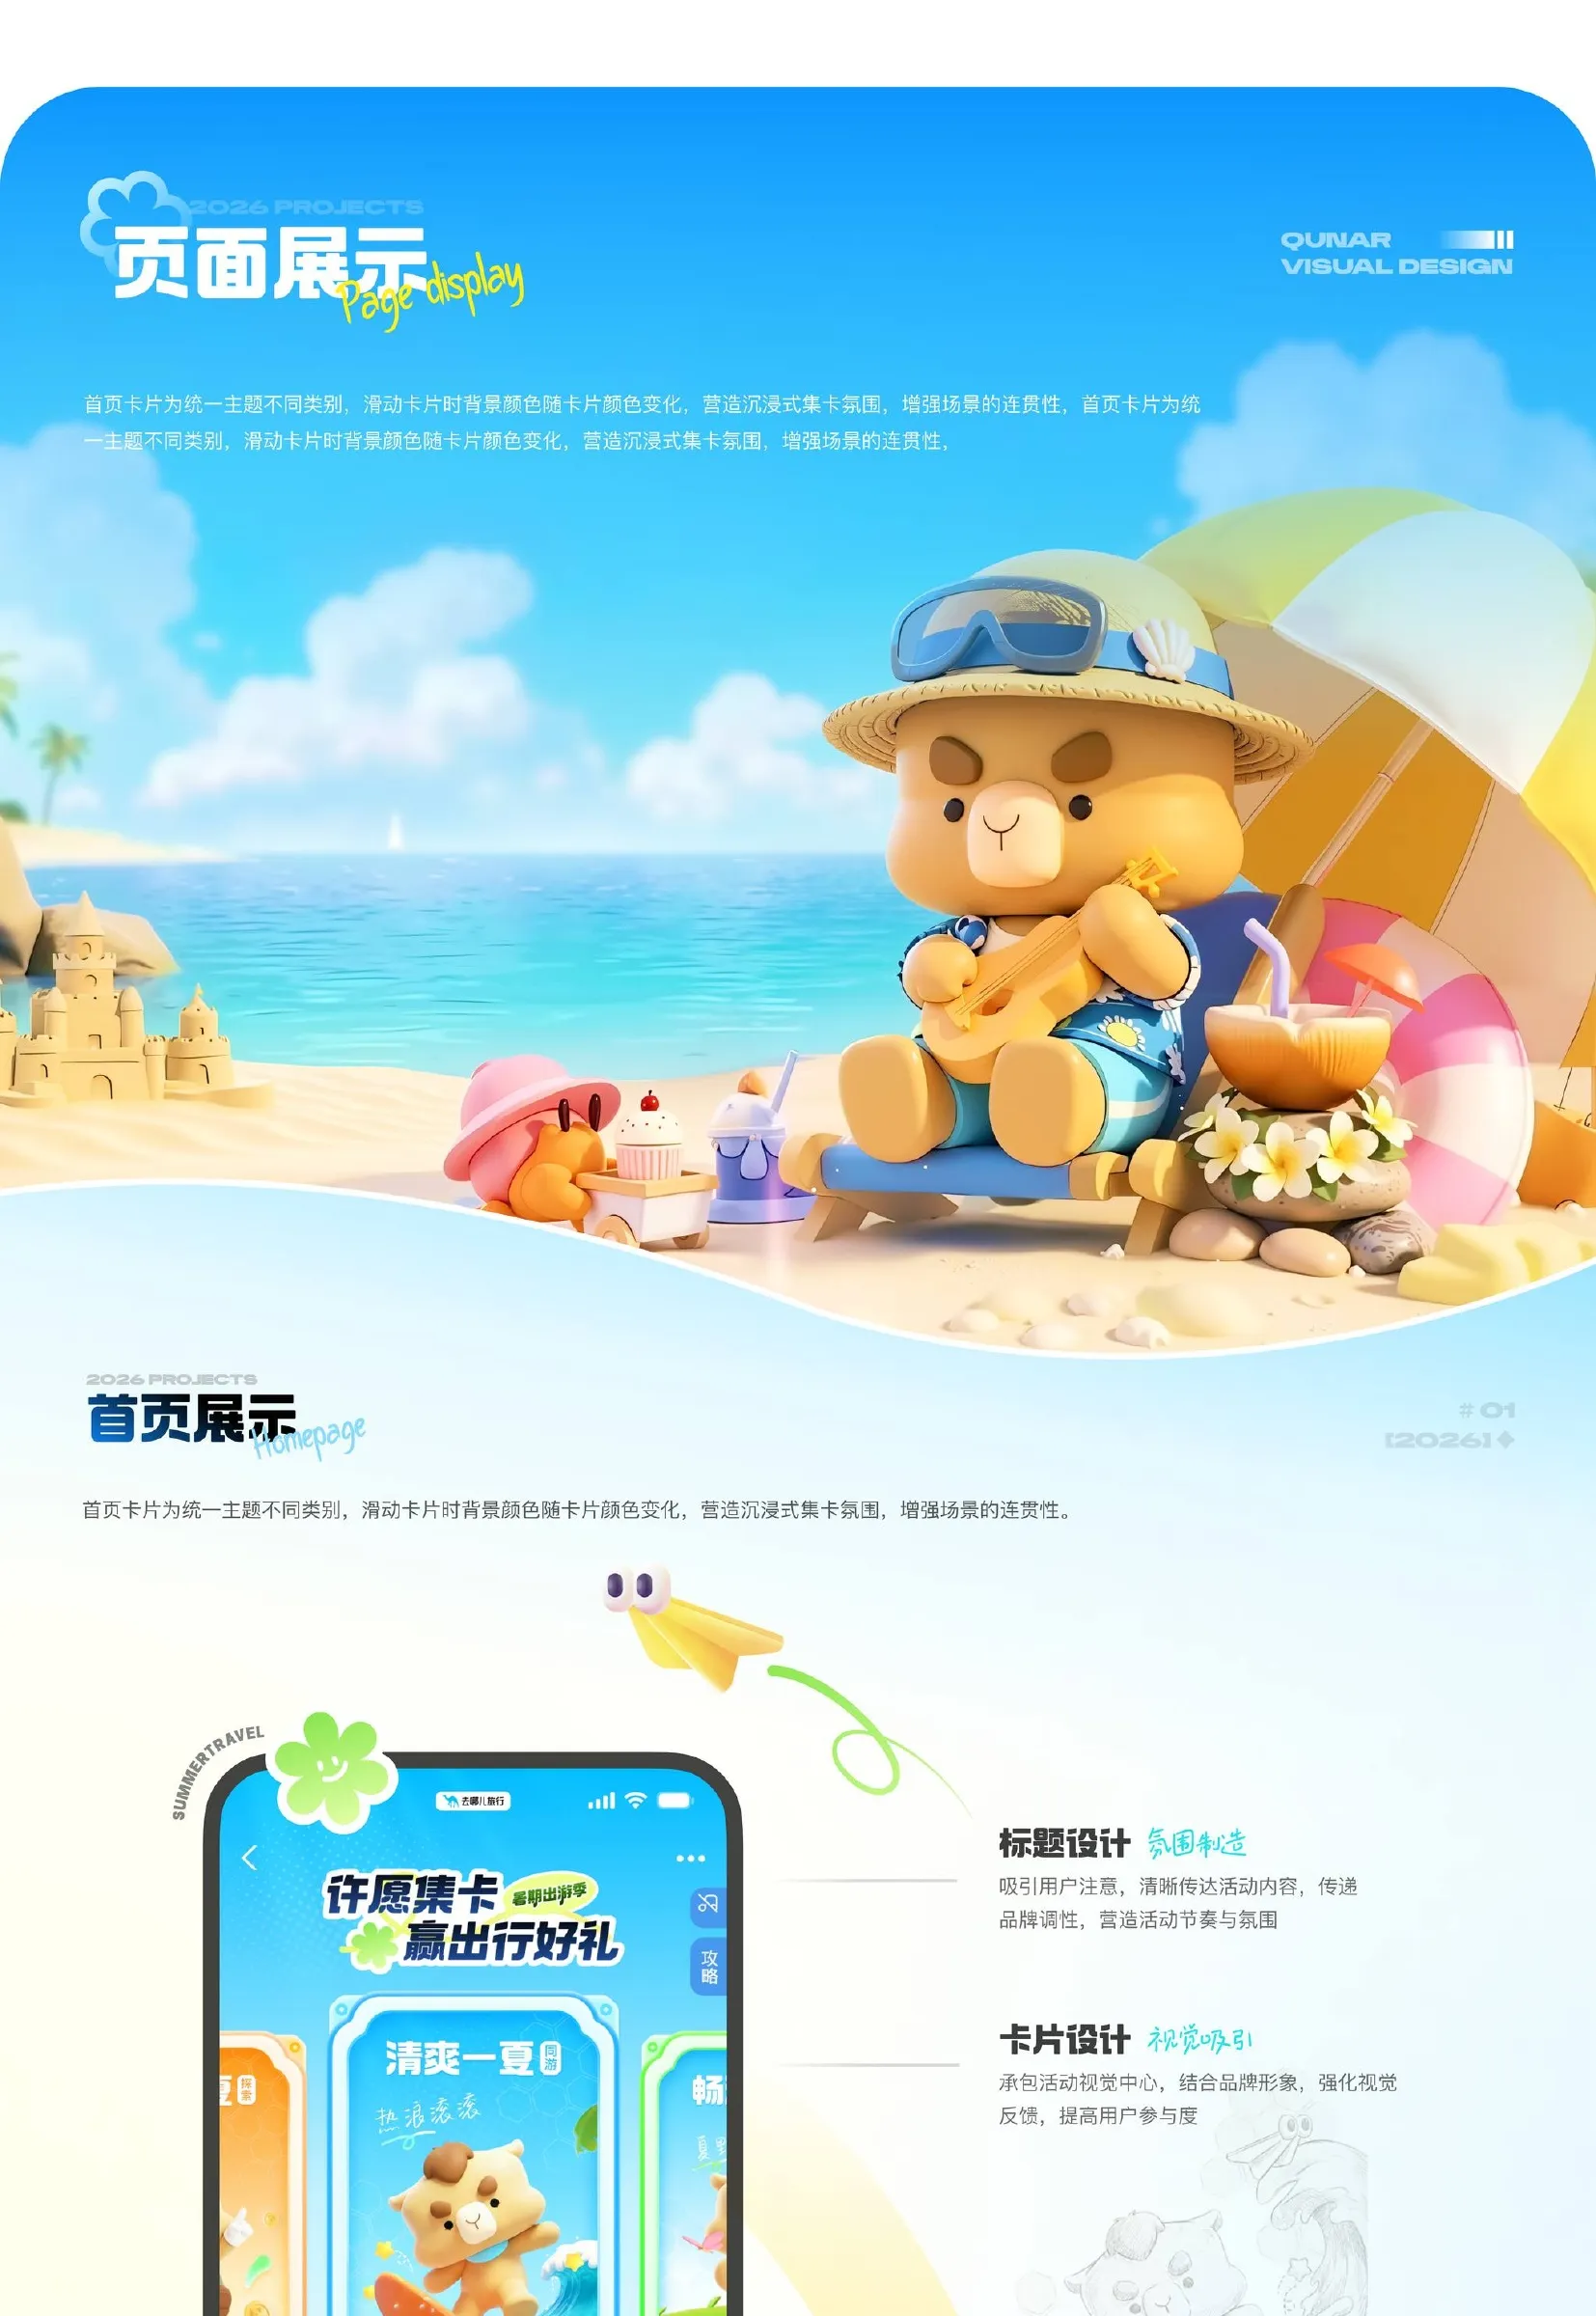 2026 PROJECTS
页面展示
Page display
QUNAR
VISUAL DESIGN
首页卡片为统一主题不同类别，滑动卡片时背景颜色随卡片颜色变化，营造沉浸式集卡氛围，增强场景的连贯性，首页卡片为统
一主题不同类别，滑动卡片时背景颜色随卡片颜色变化，营造沉浸式集卡氛围，增强场景的连贯性，
2026 PROJECTS
首页展示
Homepage
# 01
[2026]
首页卡片为统一主题不同类别，滑动卡片时背景颜色随卡片颜色变化，营造沉浸式集卡氛围，增强场景的连贯性。
SUMMERTRAVEL
去哪儿旅行
许愿集卡
暑期出游季
赢出行好礼
攻略
清爽一夏
同游
热浪滚滚
夏
探索
畅
夏
标题设计 氛围制造
吸引用户注意，清晰传达活动内容，传递
品牌调性，营造活动节奏与氛围
卡片设计 视觉吸引
承包活动视觉中心，结合品牌形象，强化视觉
反馈，提高用户参与度